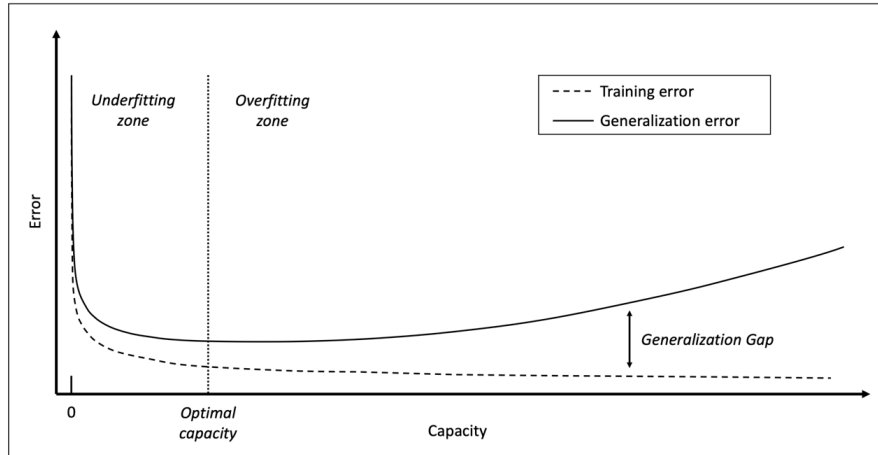 Underfitting
zone
Overfitting
zone
Training error
Generalization error
Error
Generalization Gap
0
Optimal
capacity
Capacity